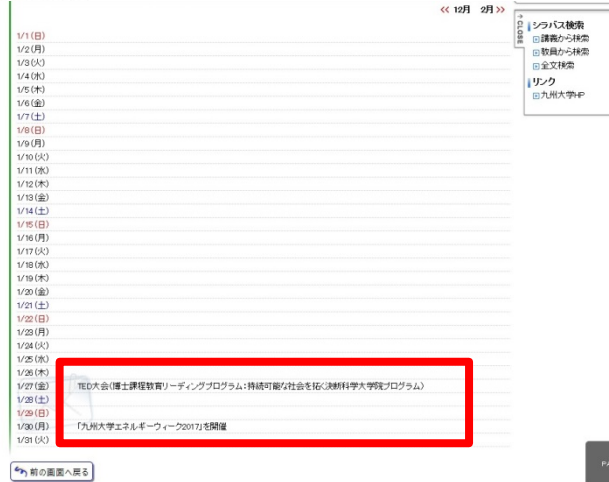 << 12月 2月 >>
CLOSE
シラバス検索
講義から検索
教員から検索
全文検索
リンク
九州大学HP
1/1 (日)
1/2 (月)
1/3 (火)
1/4 (水)
1/5 (木)
1/6 (金)
1/7 (土)
1/8 (日)
1/9 (月)
1/10 (火)
1/11 (水)
1/12 (木)
1/13 (金)
1/14 (土)
1/15 (日)
1/16 (月)
1/17 (火)
1/18 (水)
1/19 (木)
1/20 (金)
1/21 (土)
1/22 (日)
1/23 (月)
1/24 (火)
1/25 (水)
1/26 (木)
1/27 (金) TED大会(博士課程教育リーディングプログラム:持続可能な社会を拓く決断科学大学院プログラム)
1/28 (土)
1/29 (日)
1/30 (月) 「九州大学エネルギーウィーク2017」を開催
1/31 (火)
前の画面へ戻る